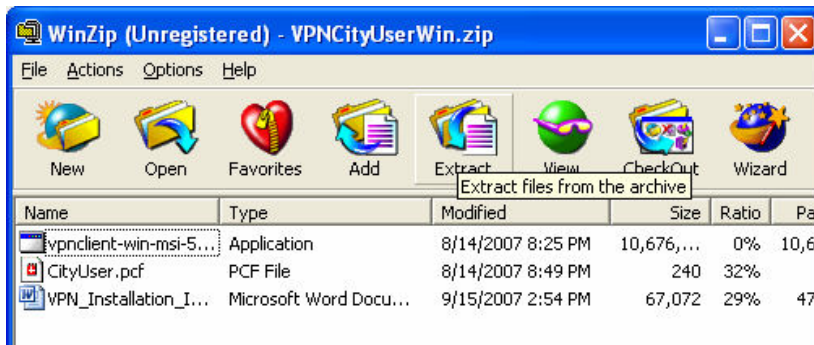 WinZip (Unregistered) - VPNCityUserWin.zip
File Actions Options Help
New Open Favorites Add Extract View CheckOut Wizard
Extract files from the archive
Name Type Modified Size Ratio Pa
vpnclient-win-msi-5... Application 8/14/2007 8:25 PM 10,676,... 0% 10,6
CityUser.pcf PCF File 8/14/2007 8:49 PM 240 32%
VPN_Installation_I... Microsoft Word Docu... 9/15/2007 2:54 PM 67,072 29% 47